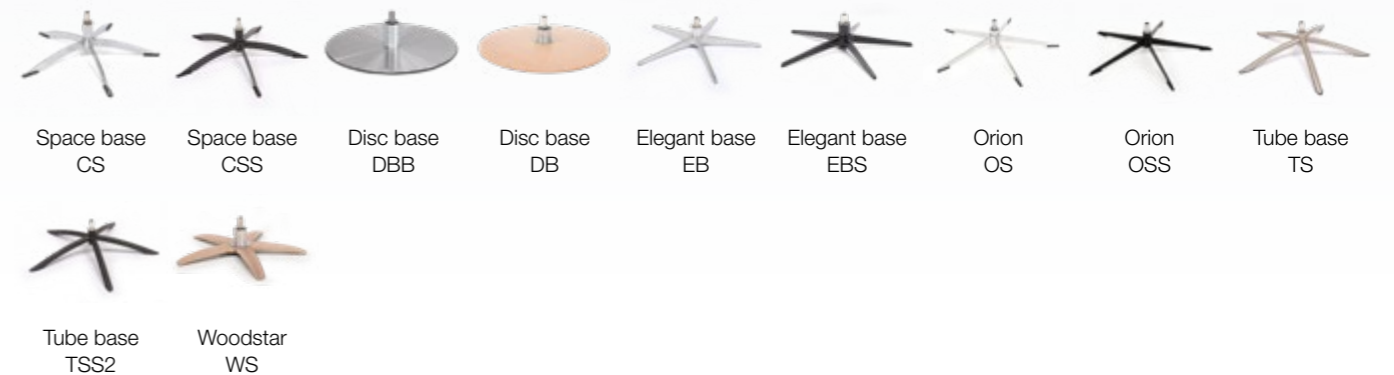 Space base
CS
Space base
CSS
Disc base
DBB
Disc base
DB
Elegant base
EB
Elegant base
EBS
Orion
OS
Orion
OSS
Tube base
TS
Tube base
TSS2
Woodstar
WS